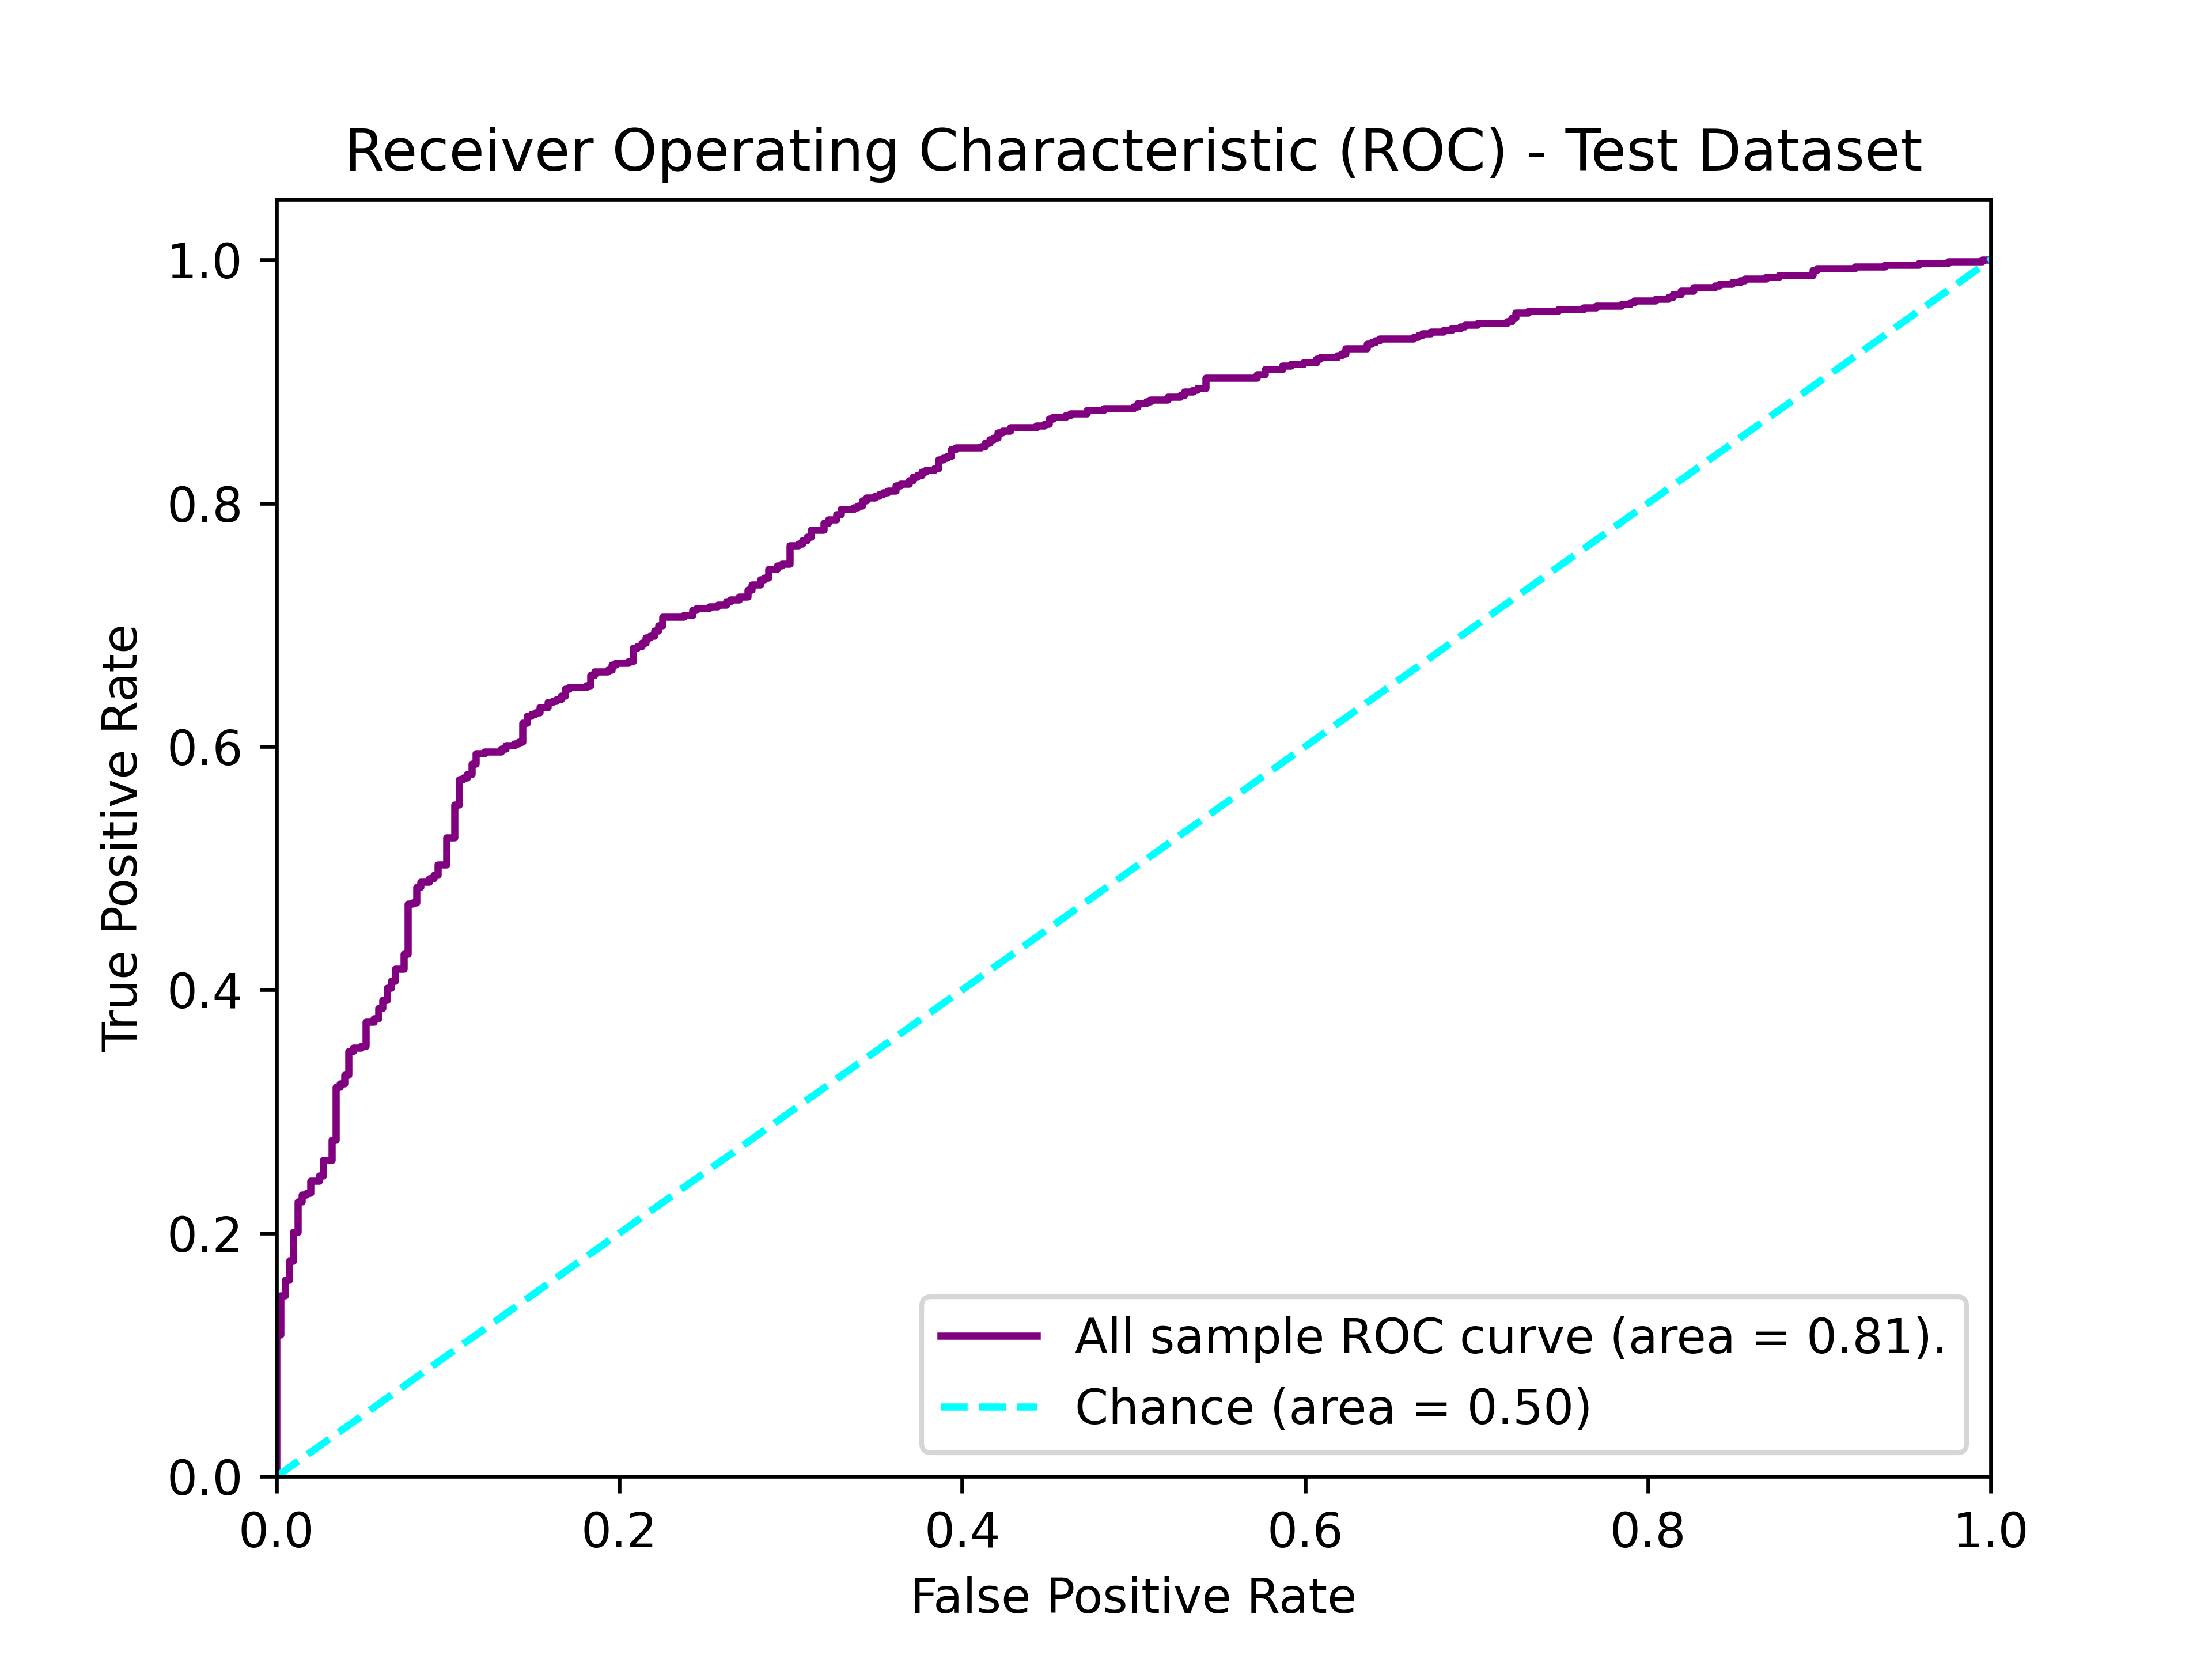 Receiver Operating Characteristic (ROC) - Test Dataset
True Positive Rate
1.0
0.8
0.6
0.4
0.2
0.0
All sample ROC curve (area = 0.81).
Chance (area = 0.50)
0.0 0.2 0.4 0.6 0.8 1.0
False Positive Rate